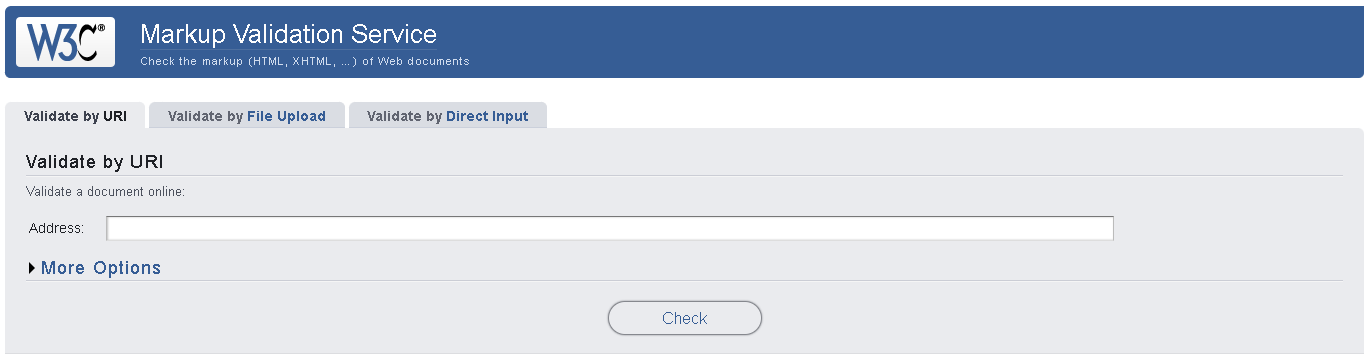 W3C®
Markup Validation Service
Check the markup (HTML, XHTML, ...) of Web documents
Validate by URI
Validate by File Upload
Validate by Direct Input
Validate by URI
Validate a document online:
Address:
More Options
Check